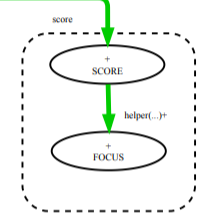 score
+
SCORE
helper(...)+
+
FOCUS